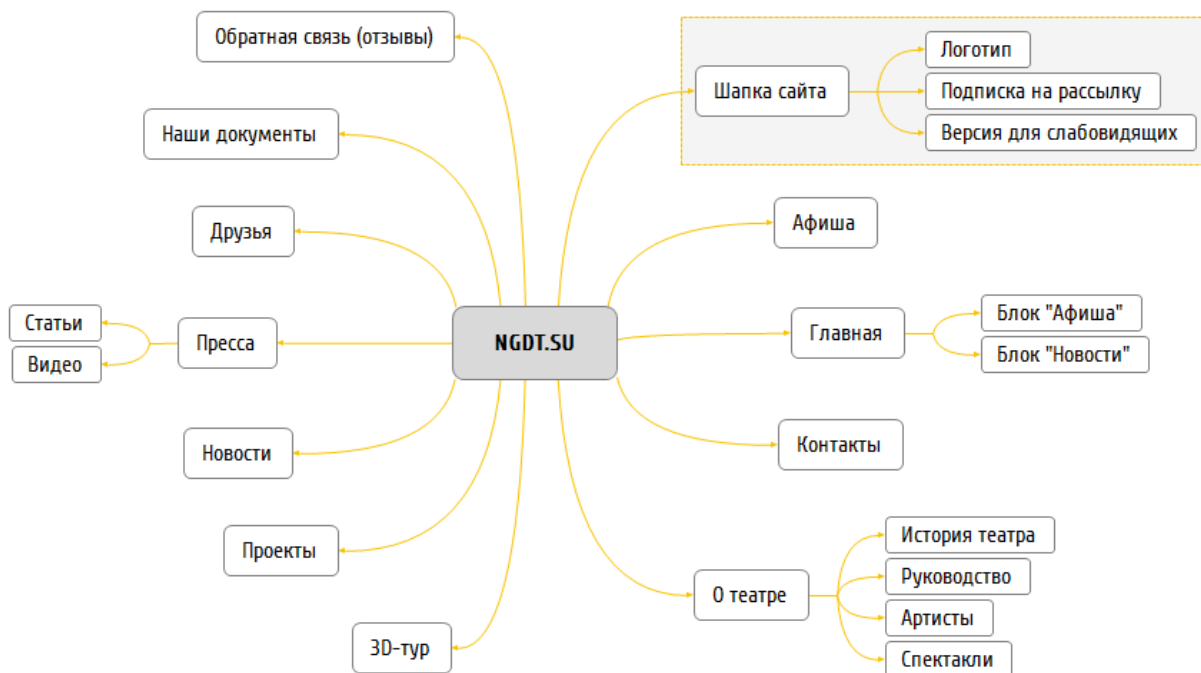 Обратная связь (отзывы)
Наши документы
Друзья
Пресса
Статьи
Видео
Новости
Проекты
3D-тур
NGDT.SU
Шапка сайта
Логотип
Подписка на рассылку
Версия для слабовидящих
Афиша
Главная
Блок "Афиша"
Блок "Новости"
Контакты
О театре
История театра
Руководство
Артисты
Спектакли